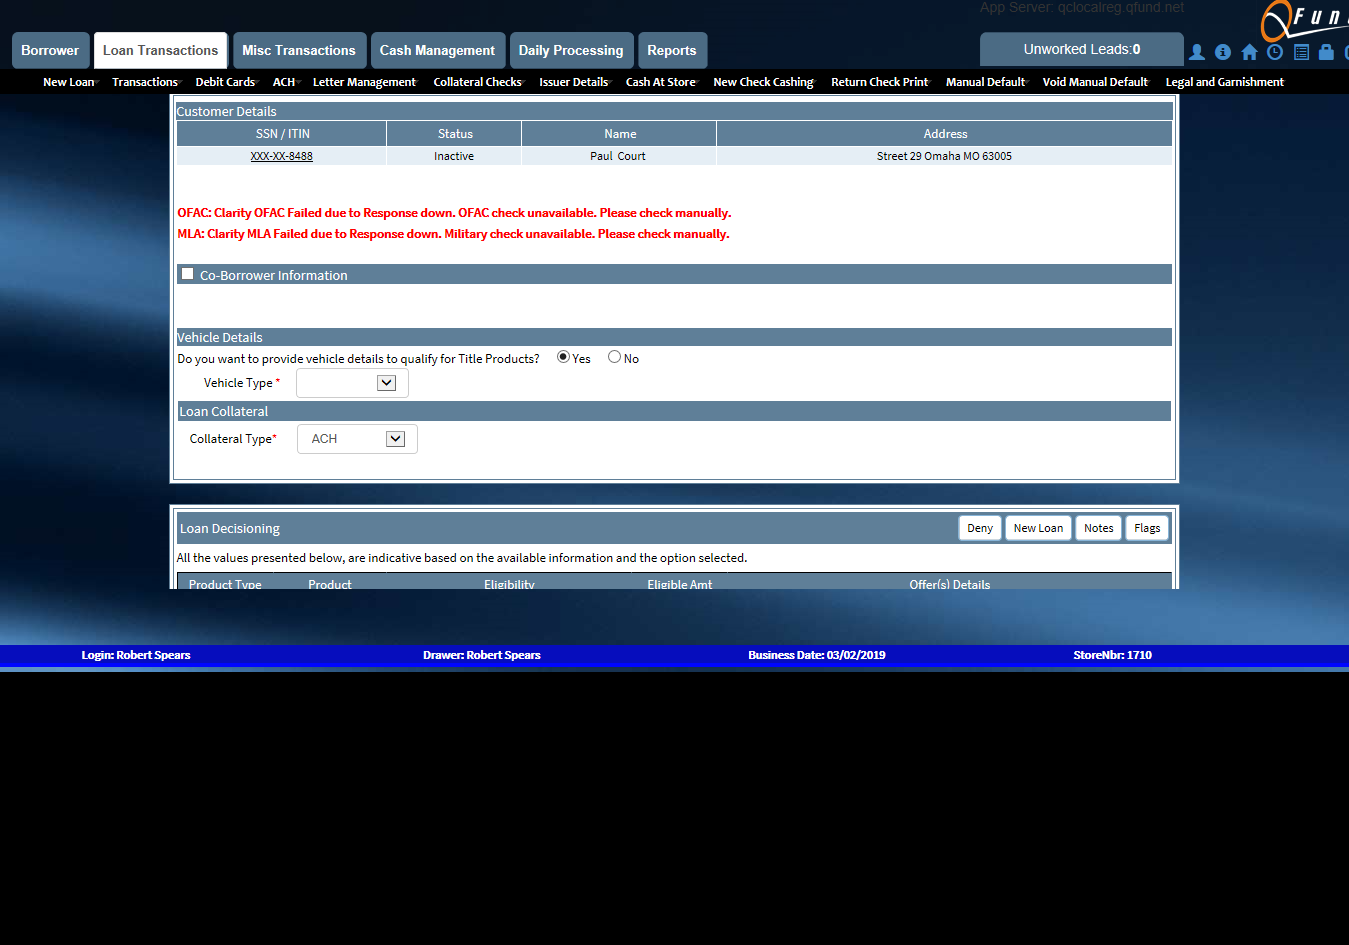 App Server: qclocalreg.qfund.net
QFun
Borrower Loan Transactions Misc Transactions Cash Management Daily Processing Reports Unworked Leads:0
New Loan Transactions Debit Cards ACH Letter Management Collateral Checks Issuer Details Cash At Store New Check Cashing Return Check Print Manual Default Void Manual Default Legal and Garnishment
Customer Details
SSN / ITIN Status Name Address
XXX-XX-8488 Inactive Paul Court Street 29 Omaha MO 63005
OFAC: Clarity OFAC Failed due to Response down. OFAC check unavailable. Please check manually.
MLA: Clarity MLA Failed due to Response down. Military check unavailable. Please check manually.
Co-Borrower Information
Vehicle Details
Do you want to provide vehicle details to qualify for Title Products? Yes No
Vehicle Type *
Loan Collateral
Collateral Type* ACH
Loan Decisioning Deny New Loan Notes Flags
All the values presented below, are indicative based on the available information and the option selected.
Product Type Product Eligibility Eligible Amt Offer(s) Details
Login: Robert Spears Drawer: Robert Spears Business Date: 03/02/2019 StoreNbr: 1710